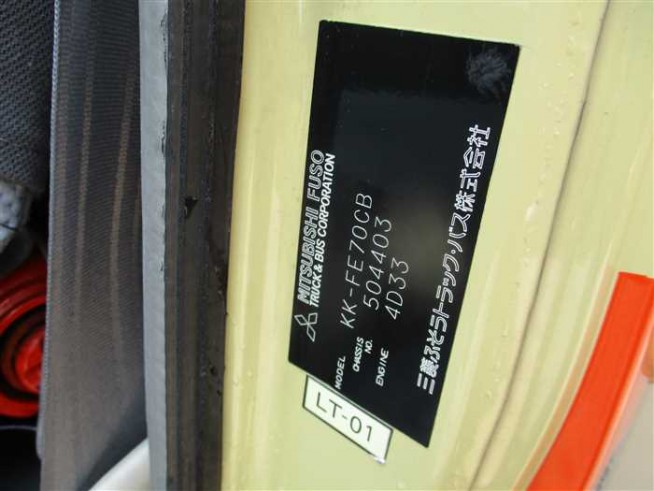 MITSUBISHI FUSO
TRUCK & BUS CORPORATION
MODEL KK-FE70CB
CHASSIS NO. 504403
ENGINE 4D33
三菱ふそうトラック・バス株式会社
LT-01